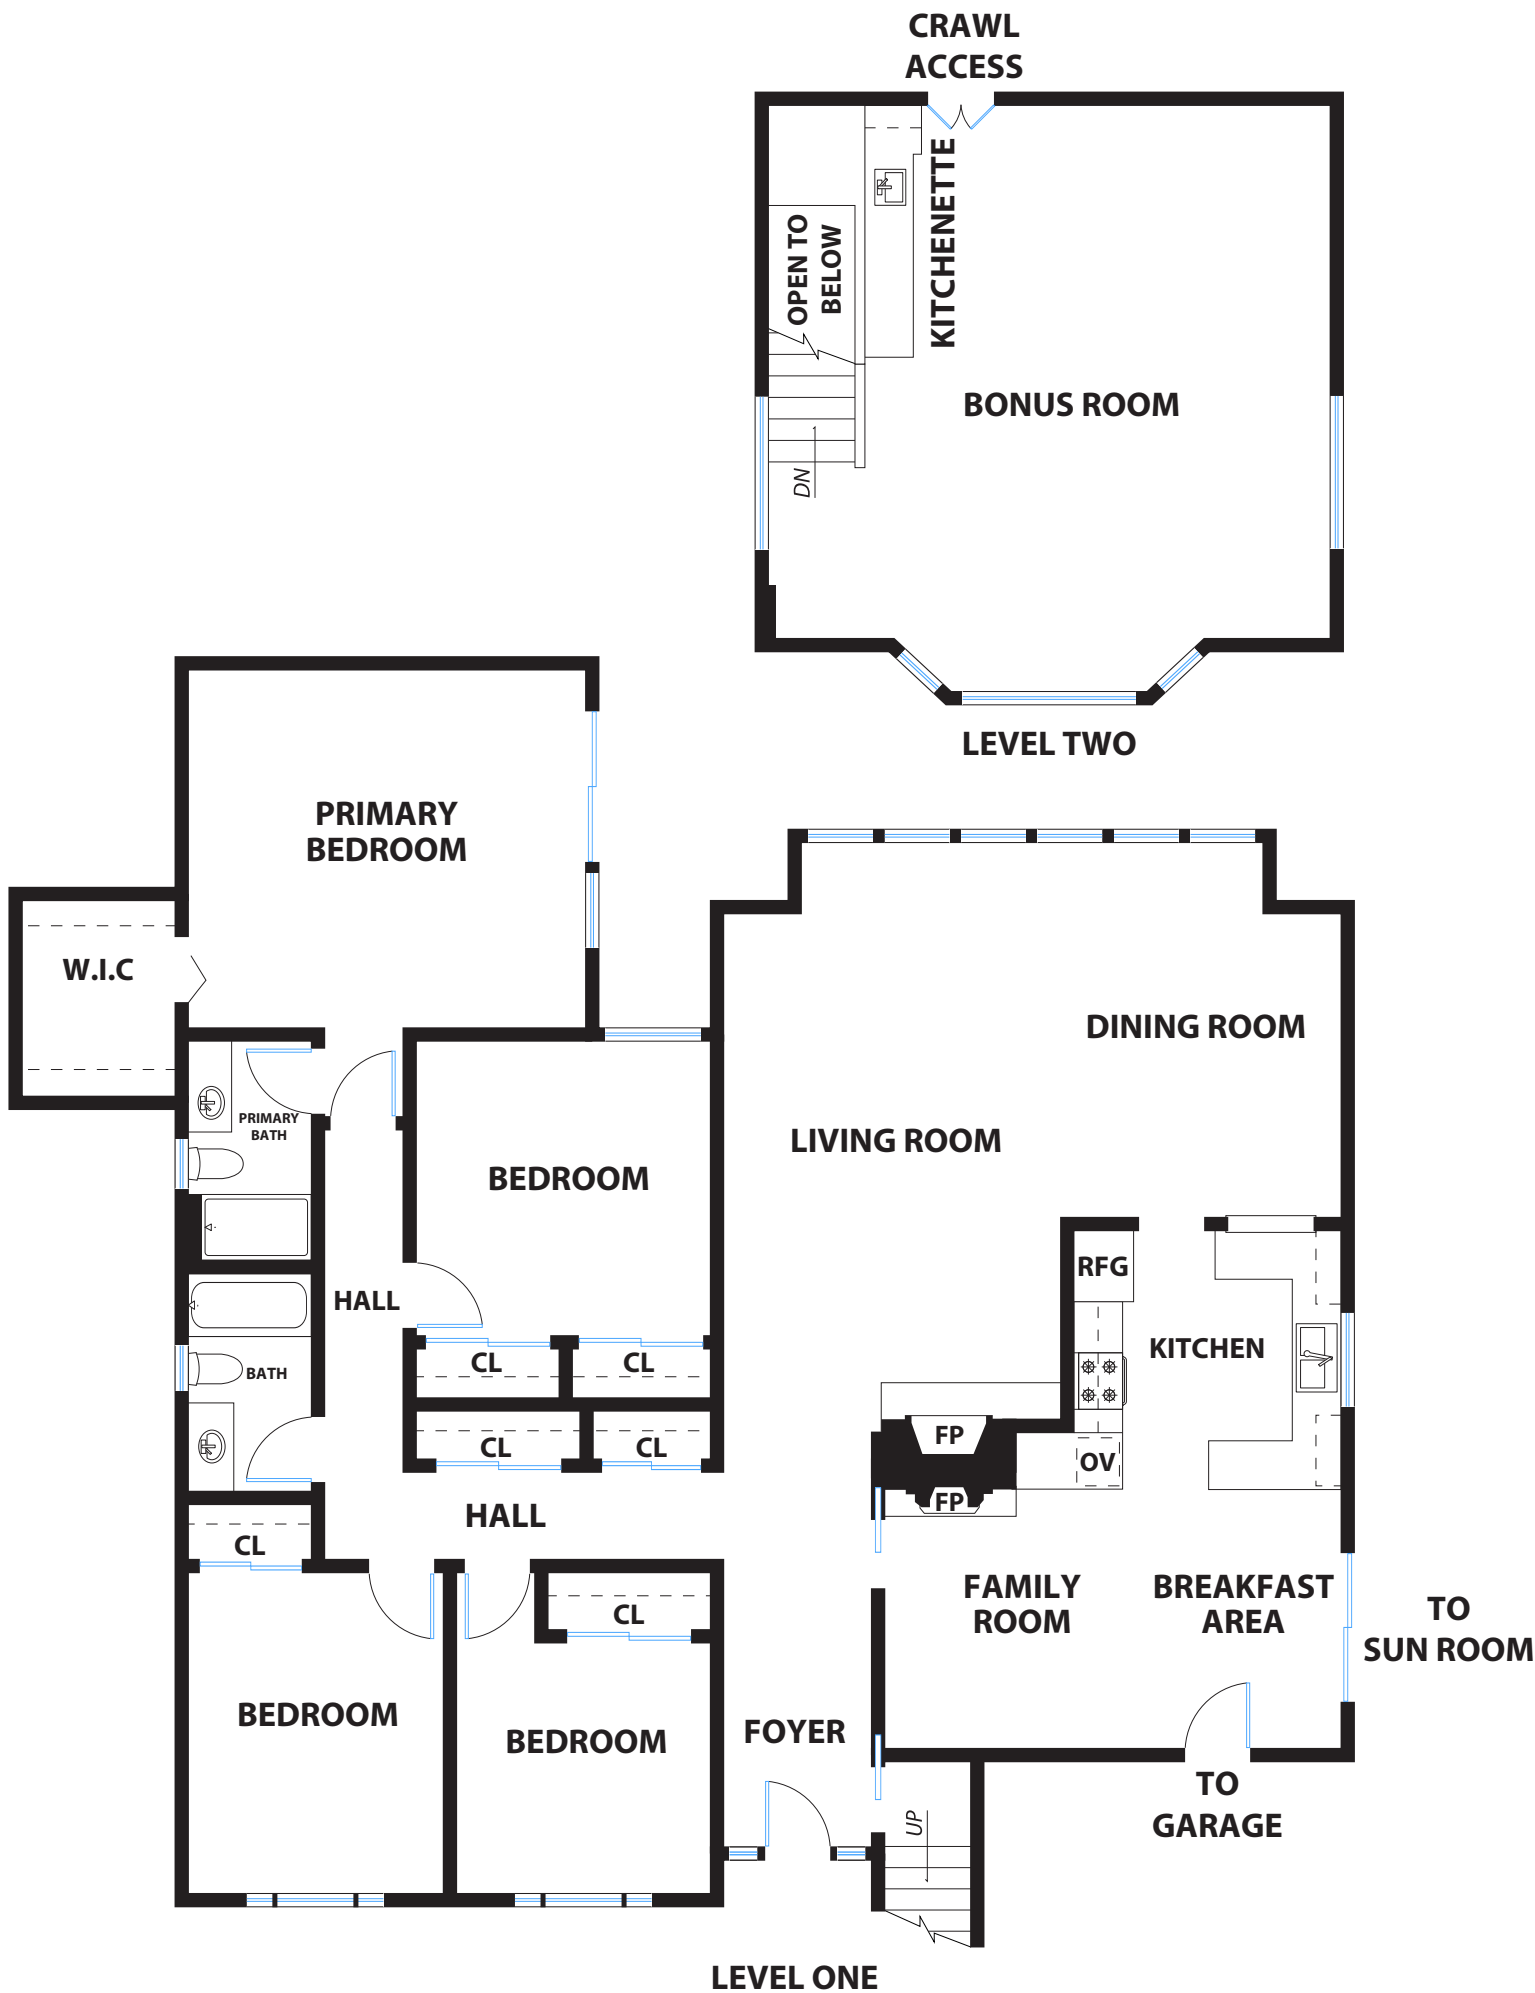 CRAWL
ACCESS
KITCHENETTE
OPEN TO
BELOW
BONUS ROOM
DN
LEVEL TWO
PRIMARY
BEDROOM
W.I.C
DINING ROOM
PRIMARY
BATH
LIVING ROOM
BEDROOM
RFG
HALL
KITCHEN
CL
CL
BATH
FP
CL
CL
OV
FP
HALL
CL
FAMILY
ROOM
BREAKFAST
AREA
CL
TO
SUN ROOM
BEDROOM
BEDROOM
FOYER
TO
GARAGE
UP
LEVEL ONE